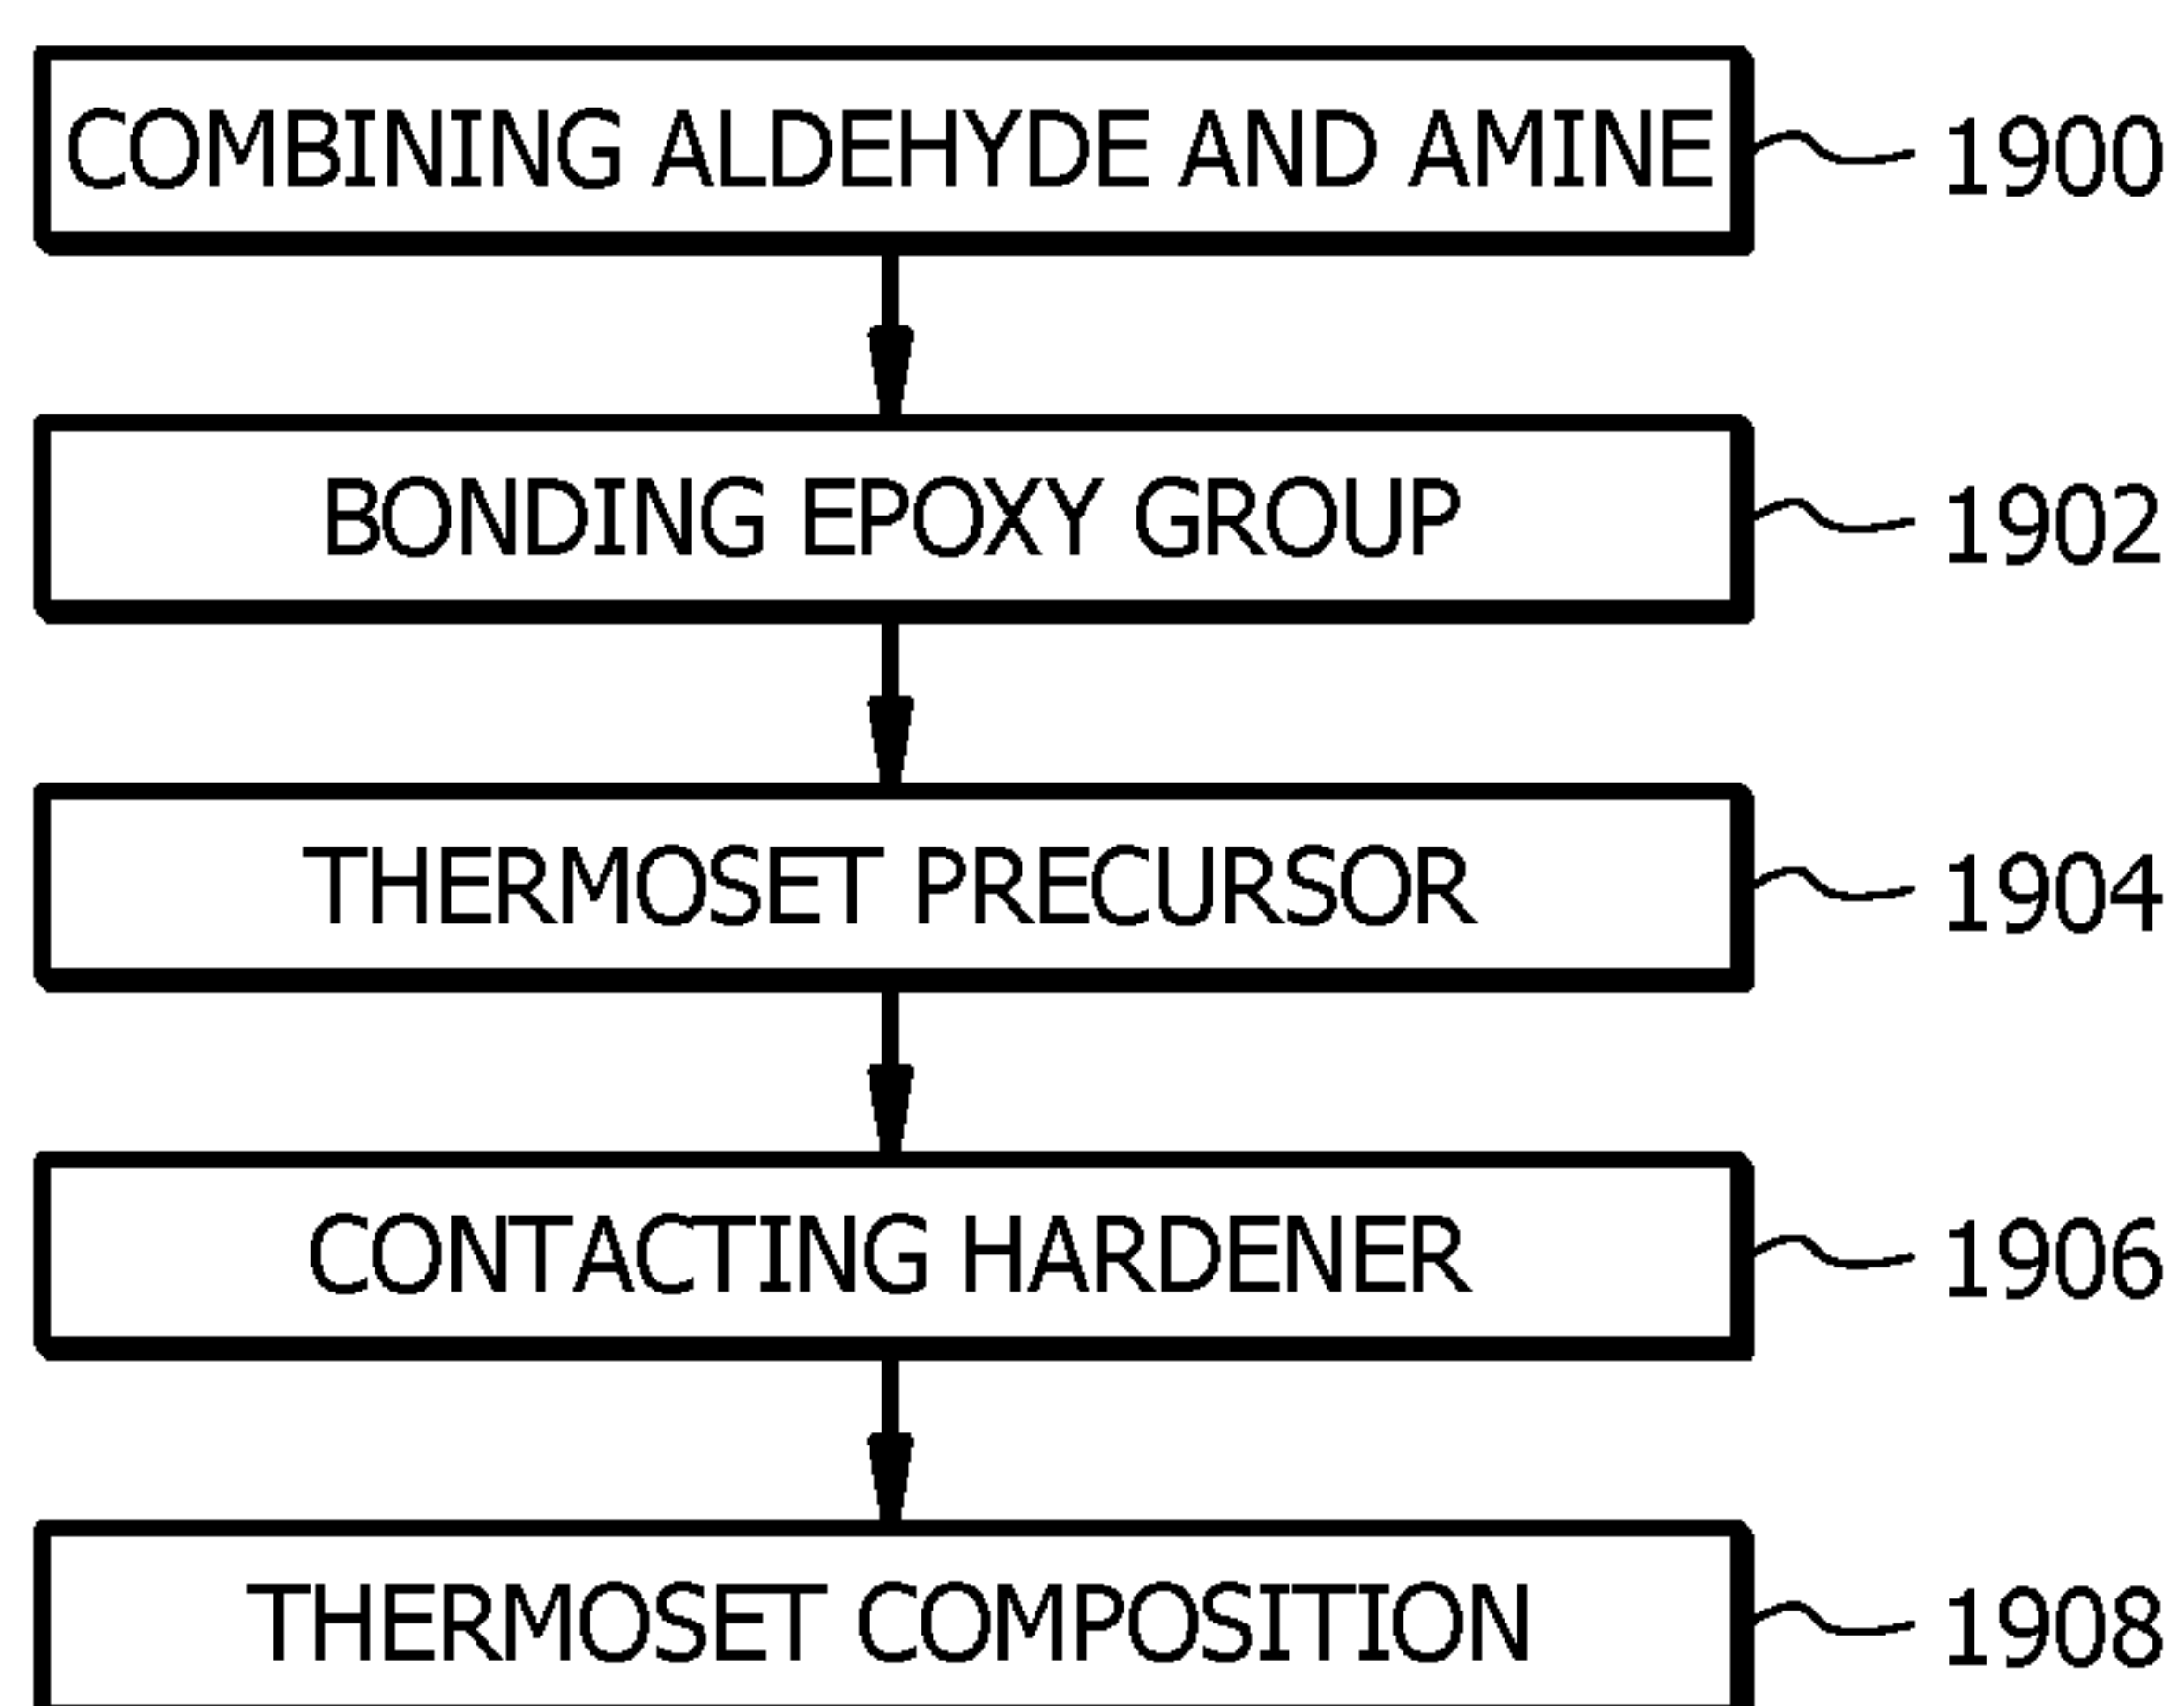 COMBINING ALDEHYDE AND AMINE 1900
BONDING EPOXY GROUP 1902
THERMOSET PRECURSOR 1904
CONTACTING HARDENER 1906
THERMOSET COMPOSITION 1908